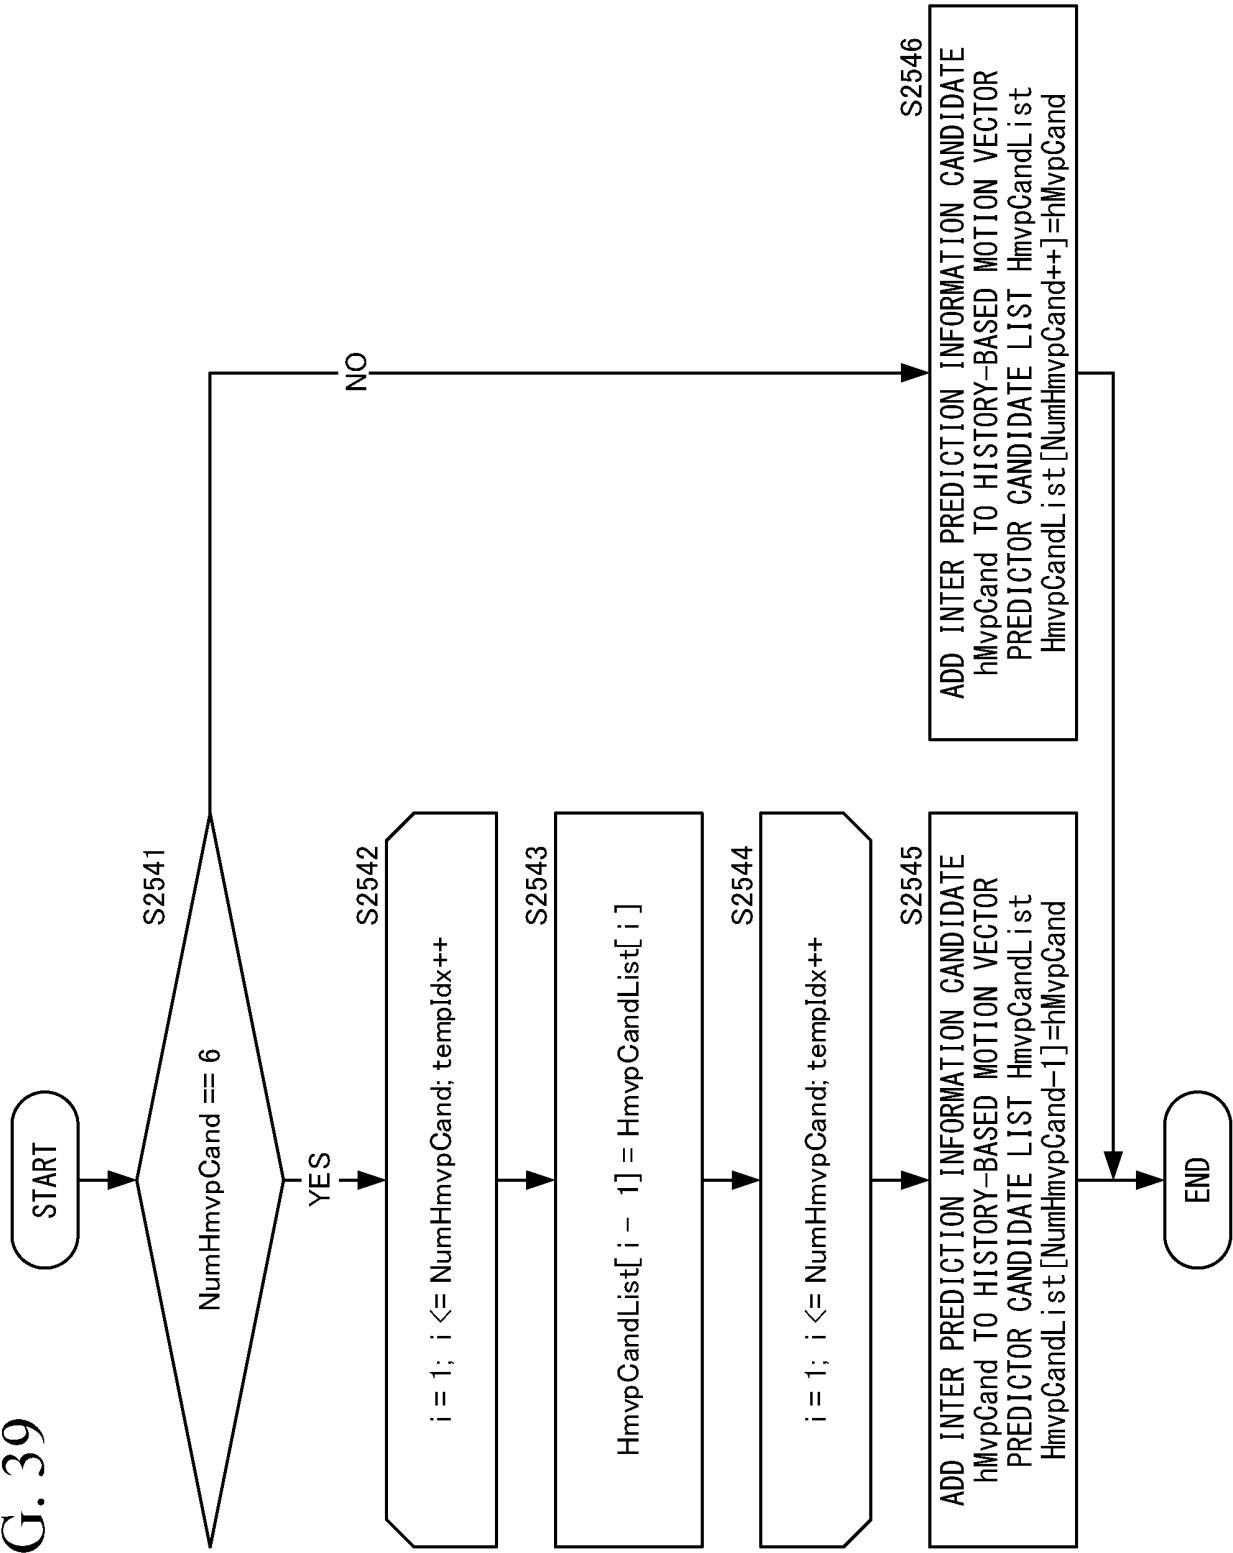 G. 39
START
S2541
NumHmvpCand == 6
NO
YES
S2542
i = 1; i <= NumHmvpCand; tempIdx++
S2543
HmvpCandList[ i - 1] = HmvpCandList[ i ]
S2544
i = 1; i <= NumHmvpCand; tempIdx++
S2545
ADD INTER PREDICTION INFORMATION CANDIDATE
hMvpCand TO HISTORY-BASED MOTION VECTOR
PREDICTOR CANDIDATE LIST HmvpCandList
HmvpCandList[NumHmvpCand-1]=hMvpCand
S2546
ADD INTER PREDICTION INFORMATION CANDIDATE
hMvpCand TO HISTORY-BASED MOTION VECTOR
PREDICTOR CANDIDATE LIST HmvpCandList
HmvpCandList[NumHmvpCand++]=hMvpCand
END